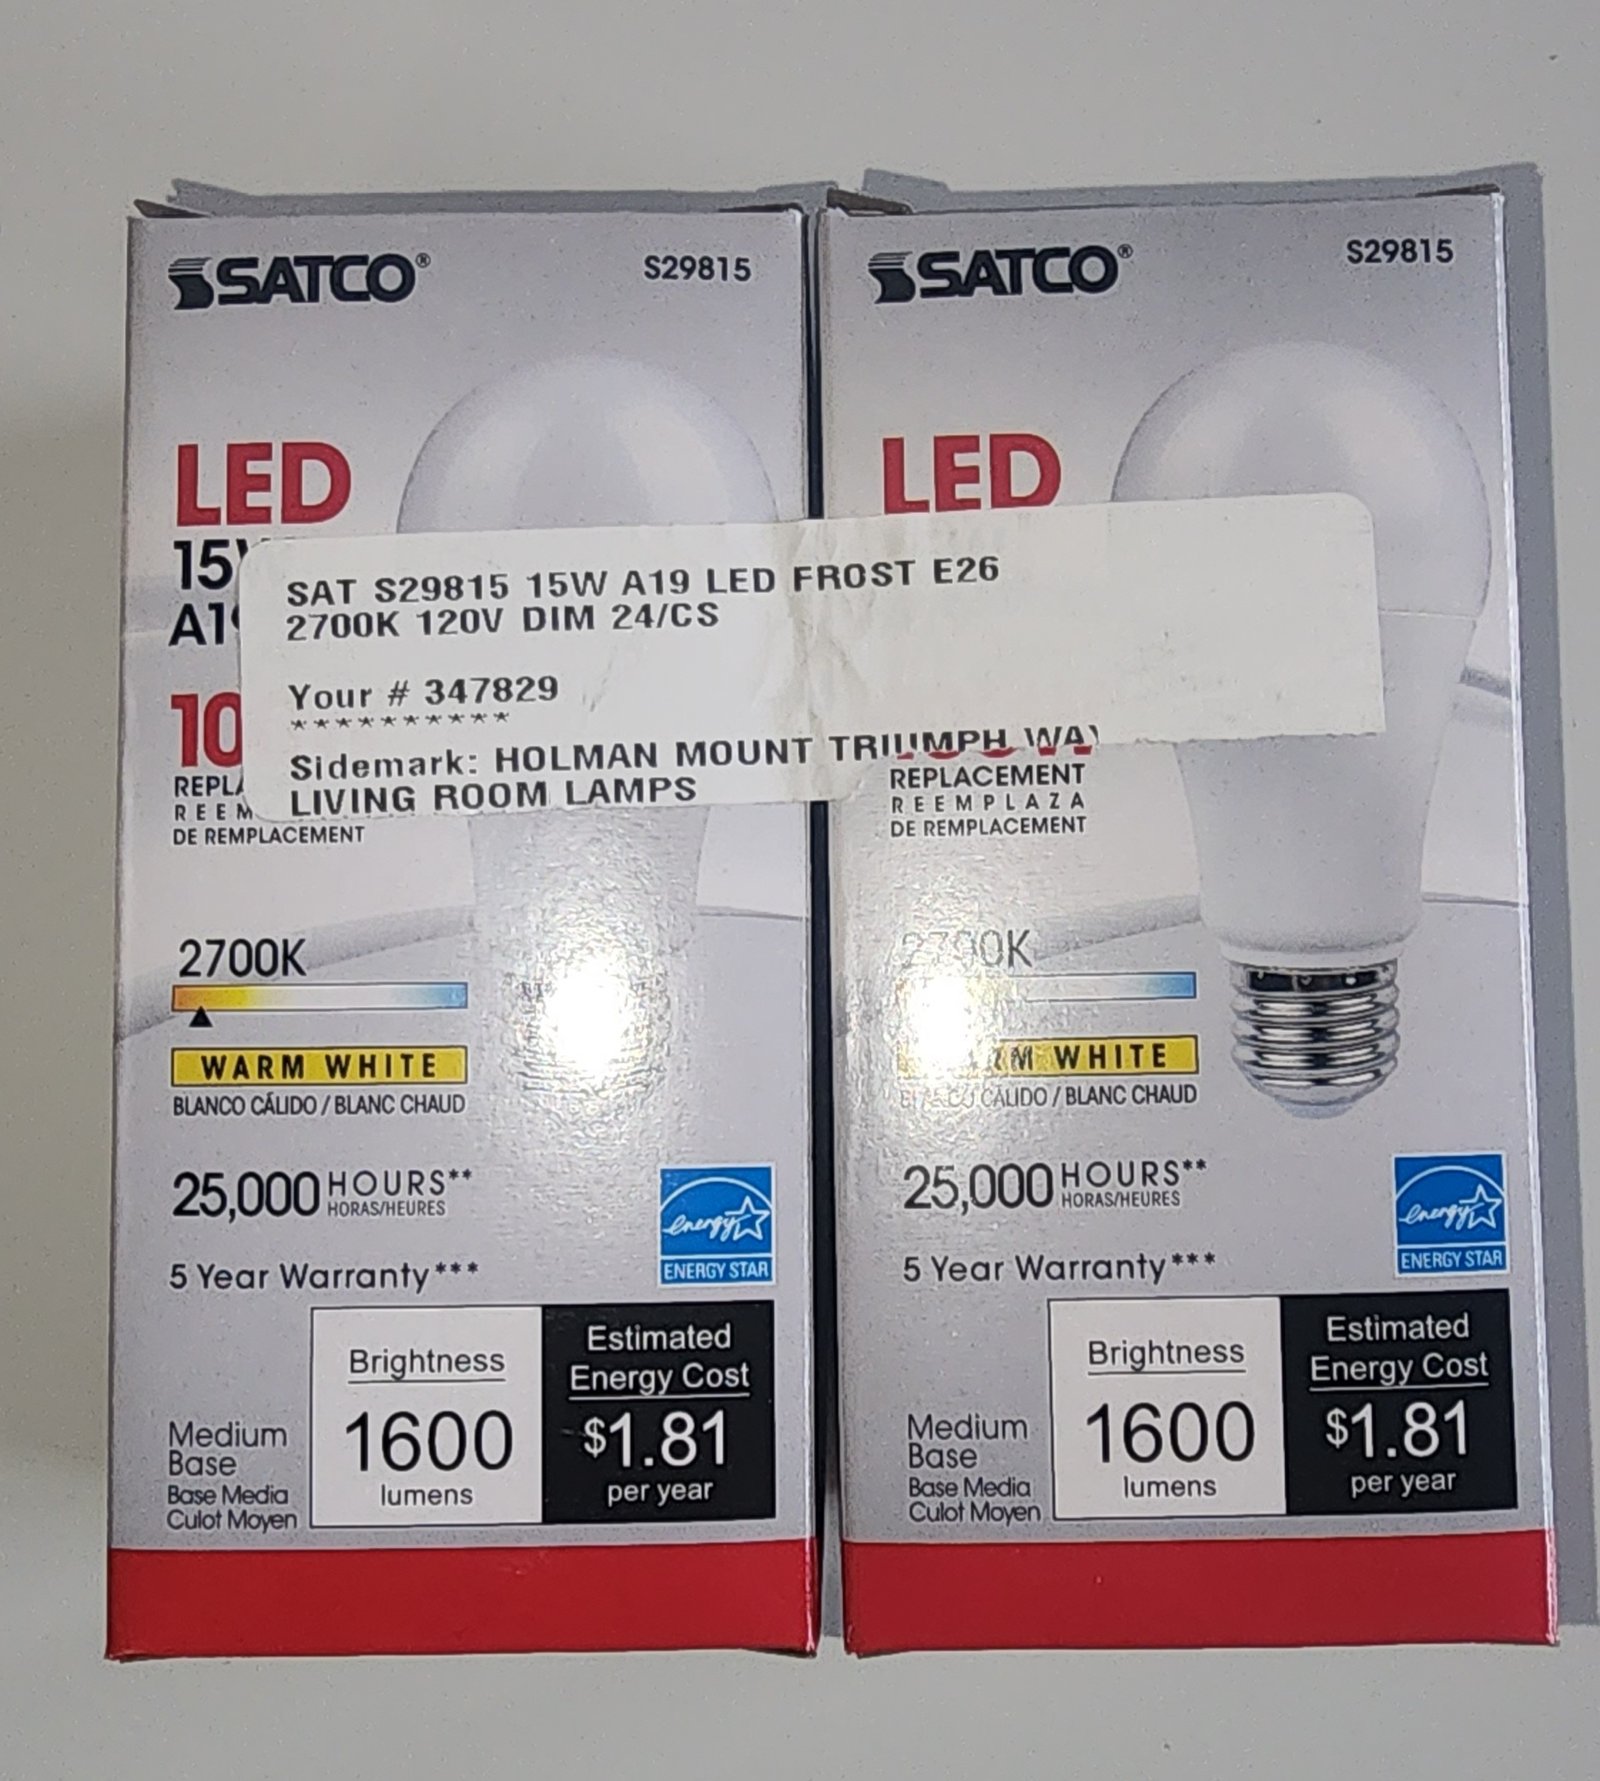 SATCO®
S29815
LED
15
A19
10
REPLA
REEM
DE REMPLACEMENT
2700K
WARM WHITE
BLANCO CÁLIDO / BLANC CHAUD
25,000 HOURS**
HORAS/HEURES
5 Year Warranty***
energy
ENERGY STAR
Medium
Base
Base Media
Culot Moyen
Brightness
1600
lumens
Estimated
Energy Cost
$1.81
per year
SAT S29815 15W A19 LED FROST E26
2700K 120V DIM 24/CS
Your # 347829
**********
Sidemark: HOLMAN MOUNT TRIUMPH WAY
LIVING ROOM LAMPS
SATCO®
S29815
LED
REPLACEMENT
REEMPLAZA
DE REMPLACEMENT
2700K
WHITE
CÁLIDO / BLANC CHAUD
25,000 HOURS**
HORAS/HEURES
5 Year Warranty***
energy
ENERGY STAR
Medium
Base
Base Media
Culot Moyen
Brightness
1600
lumens
Estimated
Energy Cost
$1.81
per year